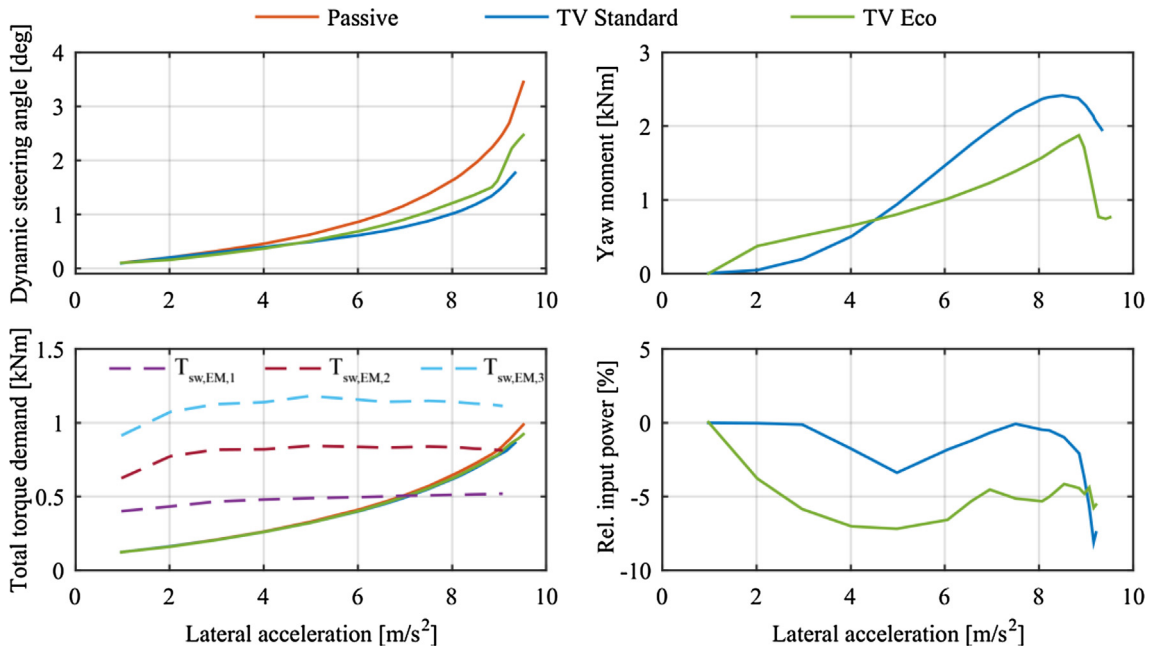 Passive TV Standard TV Eco
Dynamic steering angle [deg]
4
3
2
1
0
0 2 4 6 8 10
Yaw moment [kNm]
3
2
1
0
0 2 4 6 8 10
Total torque demand [kNm]
1.5
1
0.5
0
T_sw,EM,1 T_sw,EM,2 T_sw,EM,3
0 2 4 6 8 10
Lateral acceleration [m/s²]
Rel. input power [%]
5
0
-5
-10
0 2 4 6 8 10
Lateral acceleration [m/s²]